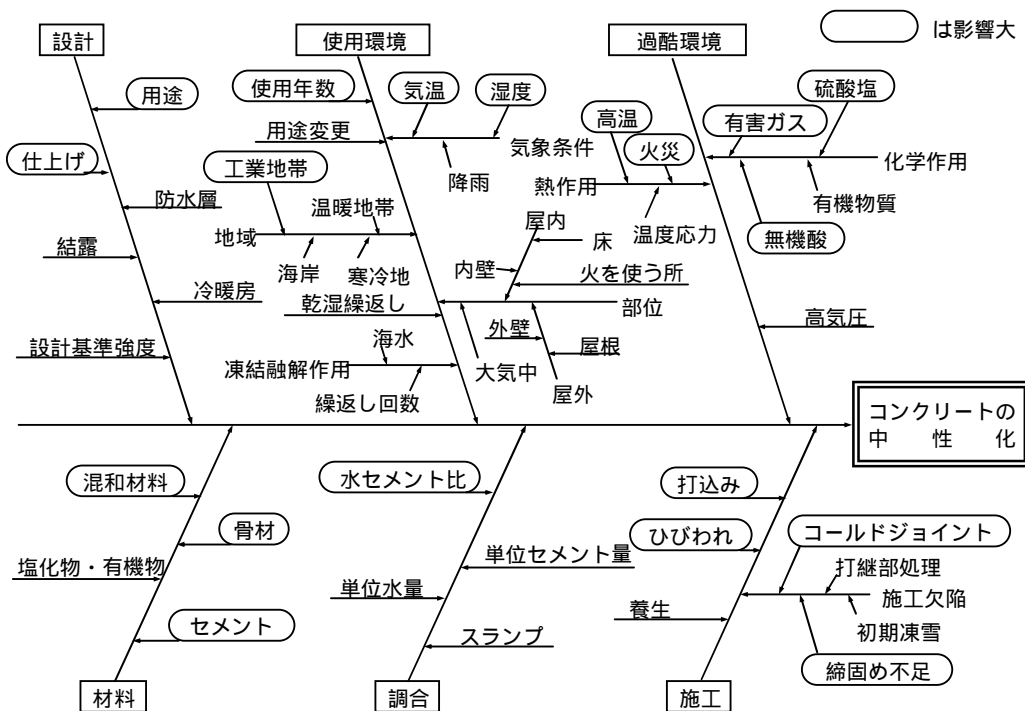 設計
使用環境
過酷環境
は影響大
用途
使用年数
気温
湿度
硫酸塩
高温
有害ガス
用途変更
気象条件
火災
化学作用
仕上げ
工業地帯
降雨
熱作用
有機物質
防水層
温暖地帯
屋内
温度応力
無機酸
地域
床
結露
海岸
寒冷地
内壁
火を使う所
冷暖房
乾湿繰返し
部位
高気圧
外壁
設計基準強度
海水
屋根
凍結融解作用
大気中
繰返し回数
屋外
コンクリートの
中性化
混和材料
水セメント比
打込み
骨材
ひびわれ
コールドジョイント
塩化物・有機物
単位セメント量
打継部処理
単位水量
施工欠陥
養生
セメント
スランプ
初期凍雪
締固め不足
材料
調合
施工